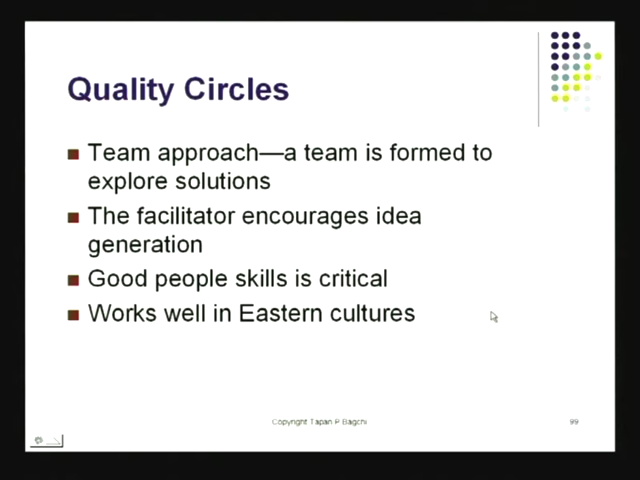 Quality Circles
Team approach—a team is formed to
explore solutions
The facilitator encourages idea
generation
Good people skills is critical
Works well in Eastern cultures
Copyright Tapan P Bagchi
99